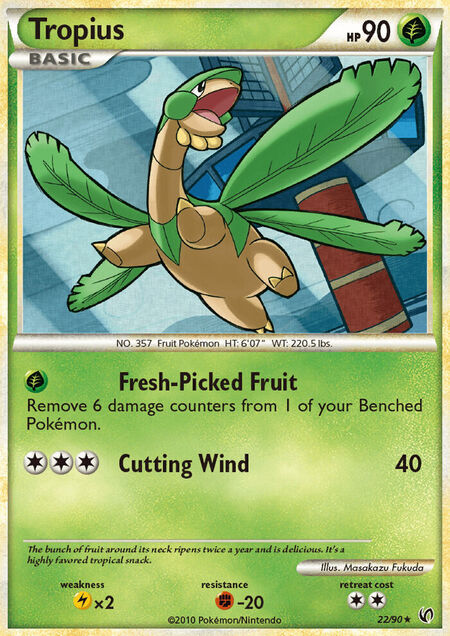 Tropius
HP 90
BASIC
NO. 357 Fruit Pokémon HT: 6'07" WT: 220.5 lbs.
Fresh-Picked Fruit
Remove 6 damage counters from 1 of your Benched
Pokémon.
Cutting Wind 40
The bunch of fruit around its neck ripens twice a year and is delicious. It's a
highly favored tropical snack.
Illus. Masakazu Fukuda
weakness resistance retreat cost
×2 -20
©2010 Pokémon/Nintendo 22/90★